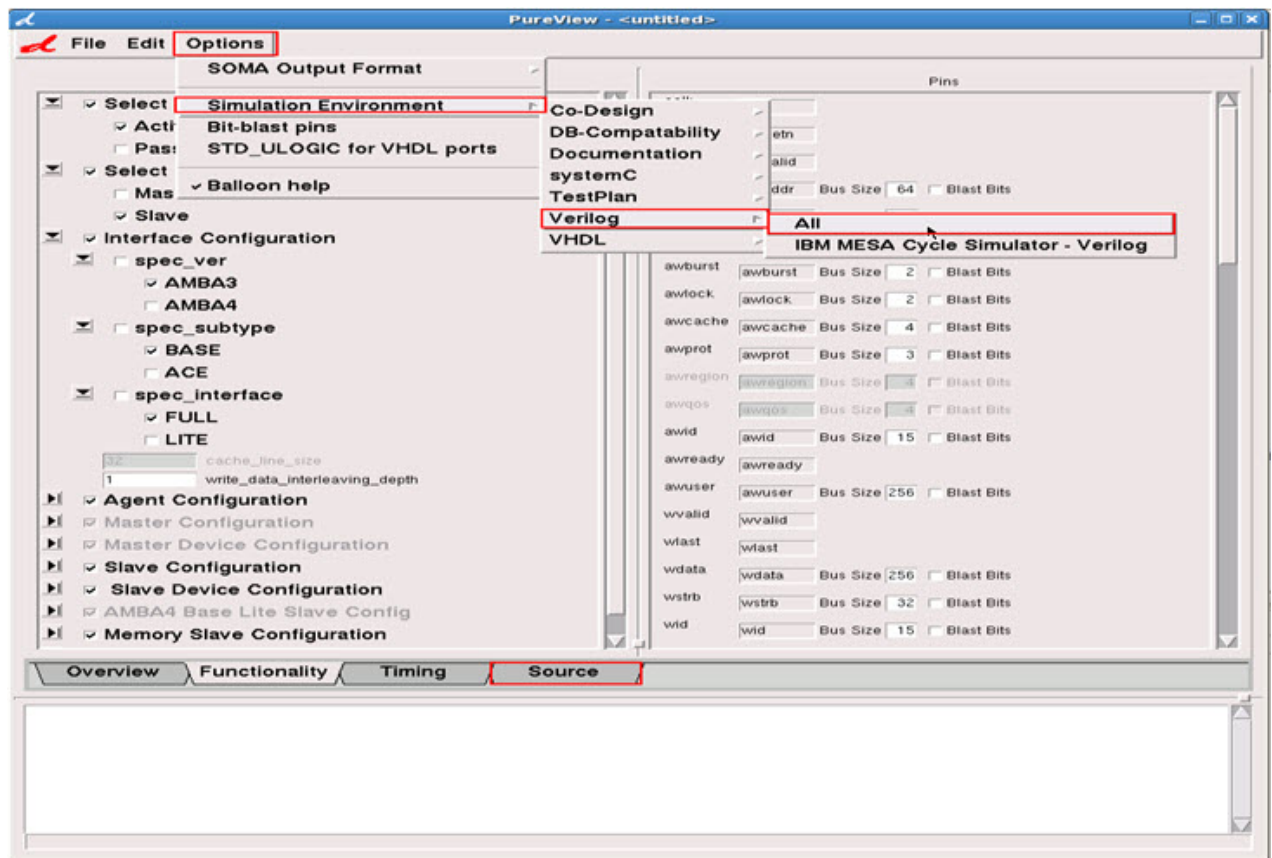 PureView - <untitled>
File Edit Options
SOMA Output Format
Simulation Environment
Bit-blast pins
STD_ULOGIC for VHDL ports
Balloon help
Co-Design
DB-Compatability
Documentation
systemC
TestPlan
Verilog
VHDL
All
IBM MESA Cycle Simulator - Verilog
Select
Acti
Pass
Select
Mas
Slave
Interface Configuration
spec_ver
AMBA3
AMBA4
spec_subtype
BASE
ACE
spec_interface
FULL
LITE
32 cache_line_size
1 write_data_interleaving_depth
Agent Configuration
Master Configuration
Master Device Configuration
Slave Configuration
Slave Device Configuration
AMBA4 Base Lite Slave Config
Memory Slave Configuration
Pins
etn
alid
ddr Bus Size 64 Blast Bits
awburst awburst Bus Size 2 Blast Bits
awlock awlock Bus Size 2 Blast Bits
awcache awcache Bus Size 4 Blast Bits
awprot awprot Bus Size 3 Blast Bits
awregion awregion Bus Size 4 Blast Bits
awqos awqos Bus Size 4 Blast Bits
awid awid Bus Size 15 Blast Bits
awready awready
awuser awuser Bus Size 256 Blast Bits
wvalid wvalid
wlast wlast
wdata wdata Bus Size 256 Blast Bits
wstrb wstrb Bus Size 32 Blast Bits
wid wid Bus Size 15 Blast Bits
Overview Functionality Timing Source